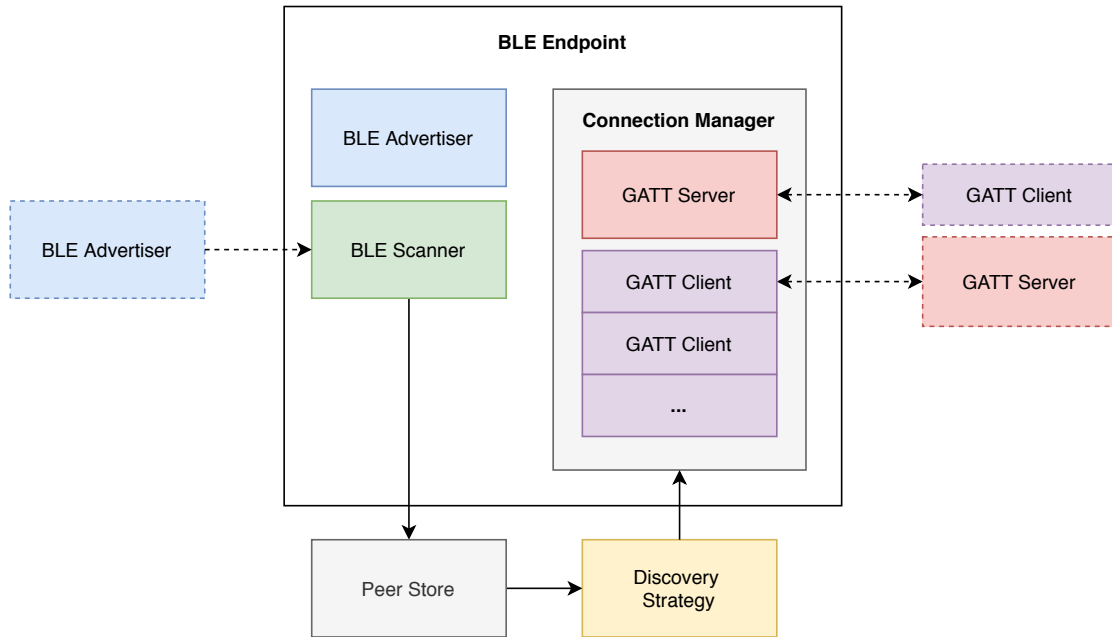 BLE Endpoint
BLE Advertiser
Connection Manager
GATT Server
GATT Client
BLE Advertiser
BLE Scanner
GATT Client
GATT Server
GATT Client
...
Peer Store
Discovery
Strategy